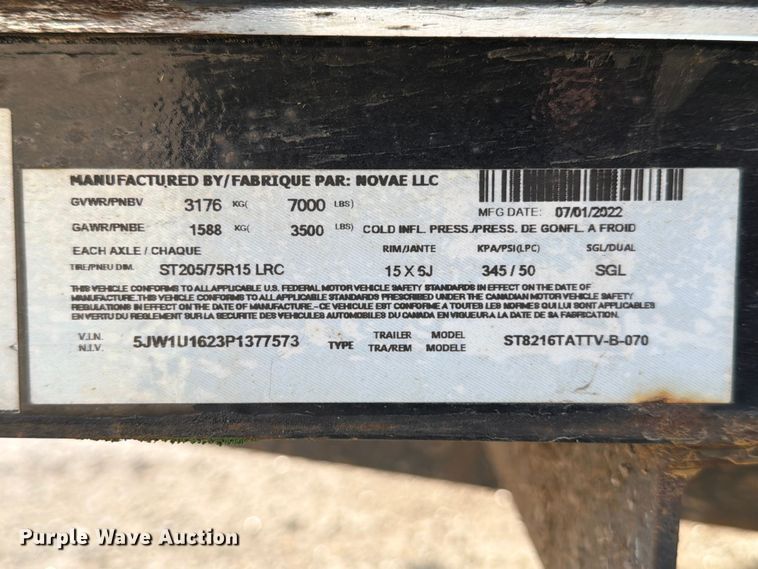 MANUFACTURED BY/FABRIQUE PAR: NOVAE LLC
GVWR/PNBV 3176 KG( 7000 LBS) MFG DATE: 07/01/2022
GAWR/PNBE 1588 KG( 3500 LBS) COLD INFL. PRESS./PRESS. DE GONFL. A FROID
EACH AXLE / CHAQUE RIM/JANTE KPA/PSI(LPC) SGL/DUAL
TIRE/PNEU DIM. ST205/75R15 LRC 15 X 5J 345 / 50 SGL
THIS VEHICLE CONFORMS TO ALL APPLICABLE U.S. FEDERAL MOTOR VEHICLE SAFETY STANDARDS IN EFFECT ON THE DATE OF
MANUFACTURE. THIS VEHICLE CONFORMS TO ALL APPLICABLE STANDARDS PRESCRIBED UNDER THE CANADIAN MOTOR VEHICLE SAFETY
REGULATIONS IN EFFECT ON THE DATE OF MANUFACTURE.-CE VEHICULE EST CONFORME A TOUTES LES NORMES QUI LUI SONT APPLICABLES
EN VERTU DU REGLEMENT SUR LA SECURITE DES VEHICULES AUTOMOBILES DU CANADA EN VIGUEUR A LA DATE DE SA FABRICATION.
V.I.N. 5JW1U1623P1377573 TYPE TRAILER MODEL ST8216TATTV-B-070
N.I.V. TRA/REM MODELE
Purple Wave Auction